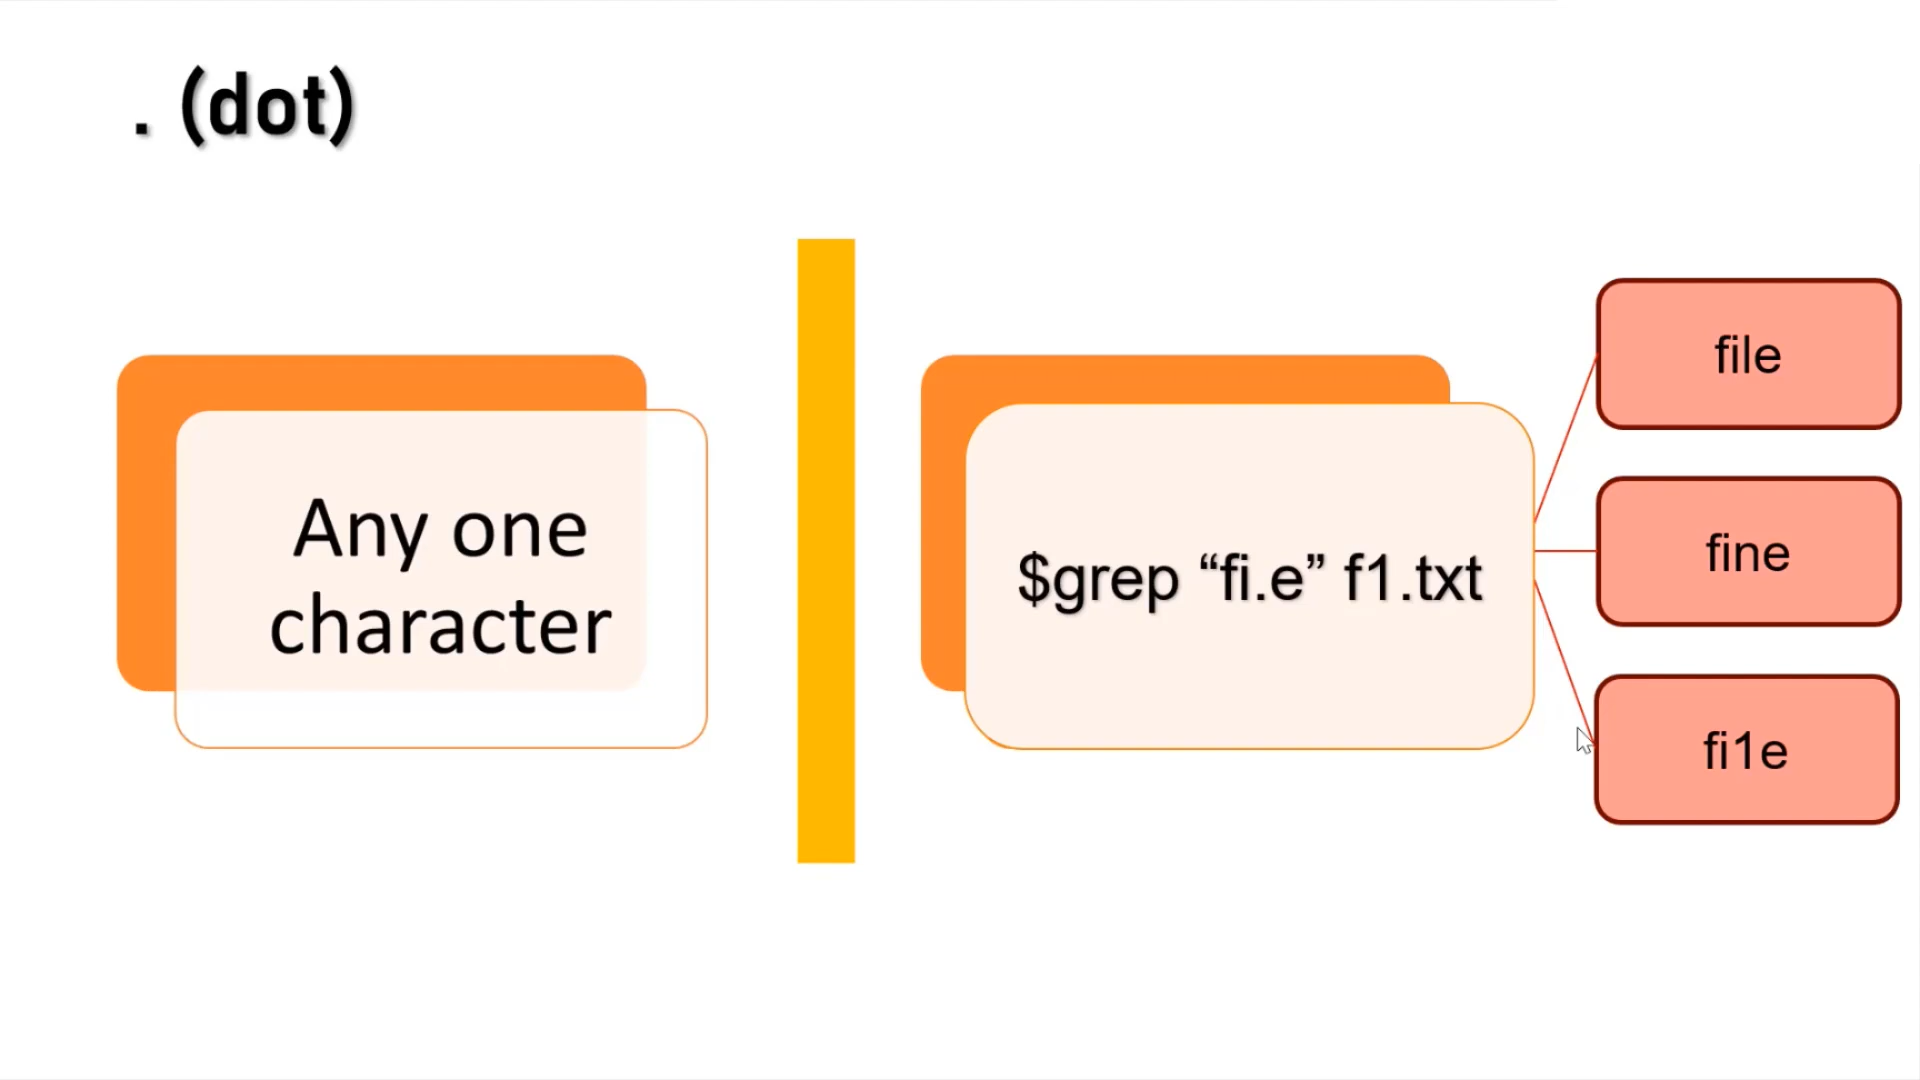 . (dot)
Any one
character
$grep “fi.e” f1.txt
file
fine
fi1e